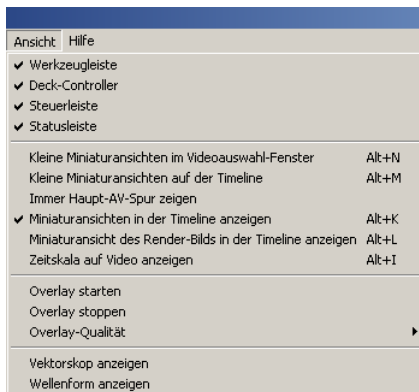 Ansicht Hilfe
Werkzeugleiste
Deck-Controller
Steuerleiste
Statusleiste
Kleine Miniaturansichten im Videoauswahl-Fenster Alt+N
Kleine Miniaturansichten auf der Timeline Alt+M
Immer Haupt-AV-Spur zeigen
Miniaturansichten in der Timeline anzeigen Alt+K
Miniaturansicht des Render-Bilds in der Timeline anzeigen Alt+L
Zeitskala auf Video anzeigen Alt+I
Overlay starten
Overlay stoppen
Overlay-Qualität
Vektorskop anzeigen
Wellenform anzeigen